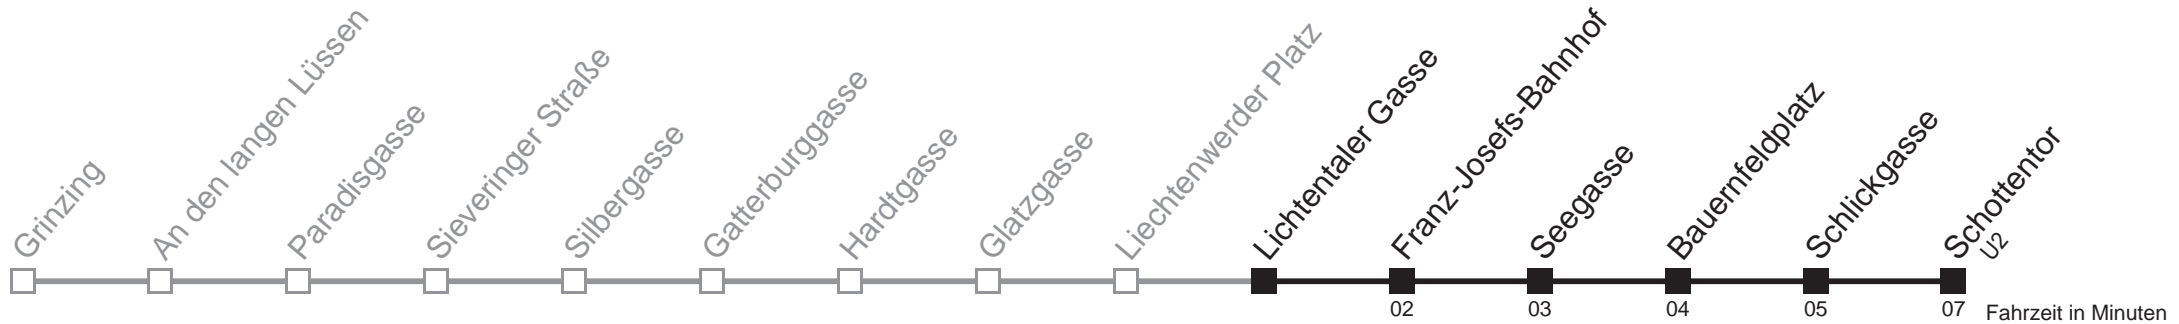 Grinzing
An den langen Lüssen
Paradisgasse
Sieveringer Straße
Silbergasse
Gatterburggasse
Hardtgasse
Glatzgasse
Liechtenwerder Platz
Lichtentaler Gasse
Franz-Josefs-Bahnhof
Seegasse
Bauernfeldplatz
Schlickgasse
Schottentor
U2
02
03
04
05
07
Fahrzeit in Minuten